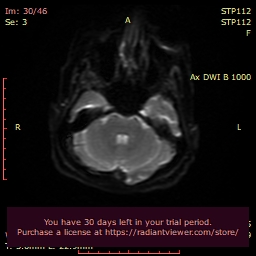 Im: 30/46
STP112
Se: 3
STP112
F
A
Ax DWI B 1000
R
L
You have 30 days left in your trial period.
Purchase a license at https://radiantviewer.com/store/